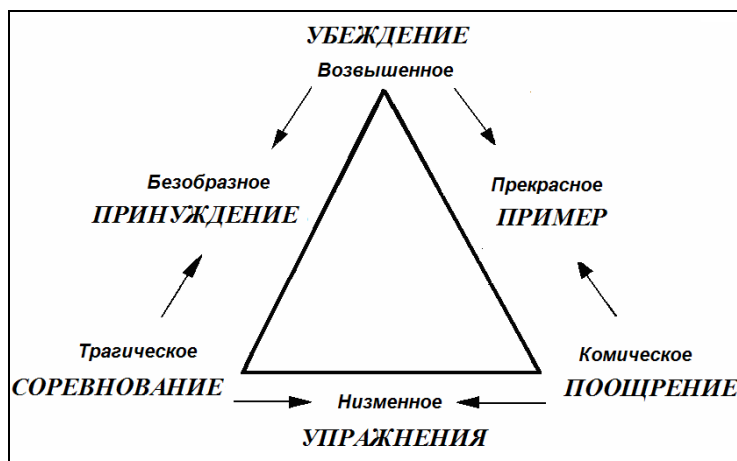 УБЕЖДЕНИЕ
Возвышенное
Безобразное
ПРИНУЖДЕНИЕ
Прекрасное
ПРИМЕР
Трагическое
СОРЕВНОВАНИЕ
Комическое
ПООЩРЕНИЕ
Низменное
УПРАЖНЕНИЯ